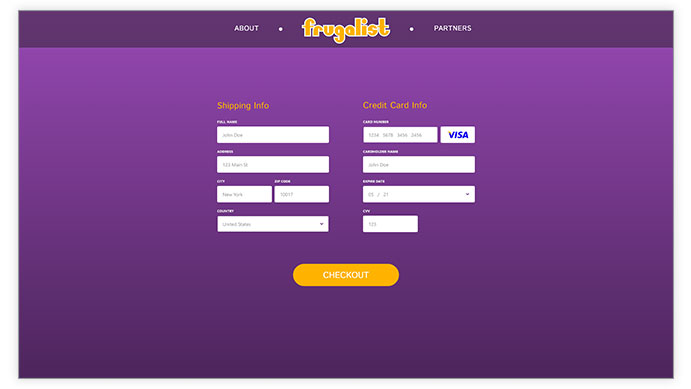 ABOUT • frugalist • PARTNERS
Shipping Info
FULL NAME
John Doe
ADDRESS
123 Main St
CITY ZIP CODE
New York 10017
COUNTRY
United States
Credit Card Info
CARD NUMBER
1234 5678 3456 2456 VISA
CARDHOLDER NAME
John Doe
EXPIRE DATE
03 / 21
CVV
123
CHECKOUT